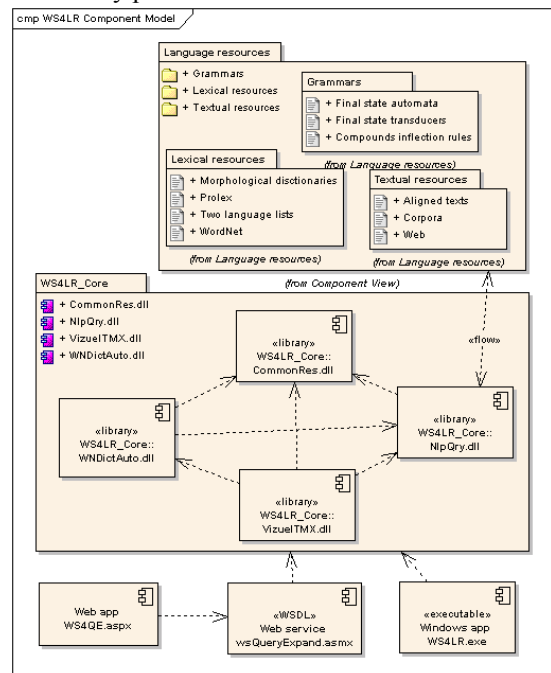 cmp WS4LR Component Model
Language resources
+ Grammars
+ Lexical resources
+ Textual resources
Grammars
+ Final state automata
+ Final state transducers
+ Compounds inflection rules
(from Language resources)
Lexical resources
+ Morphological disctionaries
+ Prolex
+ Two language lists
+ WordNet
(from Language resources)
Textual resources
+ Aligned texts
+ Corpora
+ Web
(from Language resources)
(from Component View)
WS4LR_Core
+ CommonRes.dll
+ NlpQry.dll
+ VizuelTMX.dll
+ WNDictAuto.dll
«flow»
«library»
WS4LR_Core::
CommonRes.dll
«library»
WS4LR_Core::
WNDictAuto.dll
«library»
WS4LR_Core::
NlpQry.dll
«library»
WS4LR_Core::
VizuelTMX.dll
Web app
WS4QE.aspx
«WSDL»
Web service
wsQueryExpand.asmx
«executable»
Windows app
WS4LR.exe